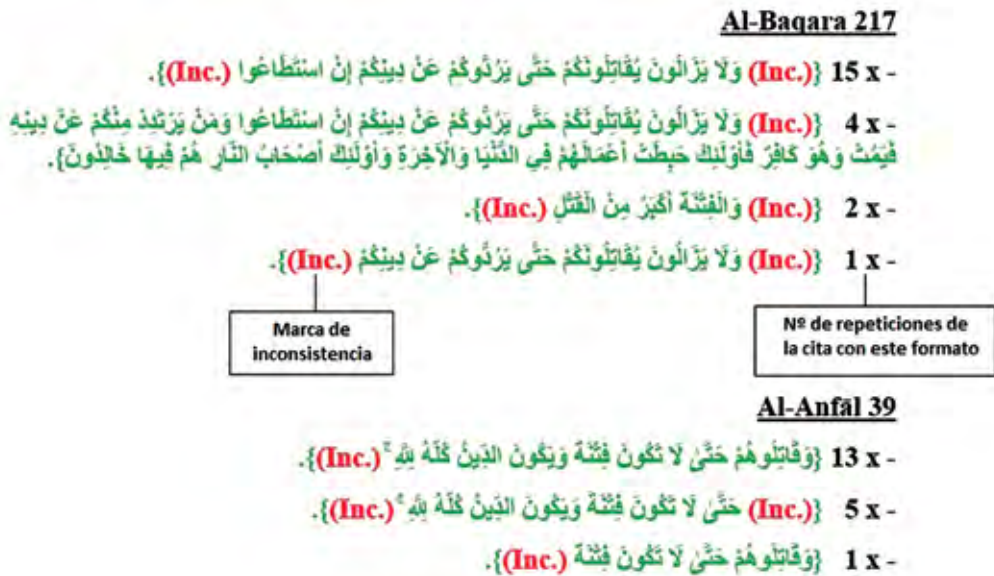 Al-Baqara 217
- 15 x {(Inc.) وَلَا يَزَالُونَ يُقَاتِلُونَكُمْ حَتَّى يَرُدُّوكُمْ عَنْ دِينِكُمْ إِنْ اسْتَطَاعُوا (Inc.)}.
- 4 x {(Inc.) وَلَا يَزَالُونَ يُقَاتِلُونَكُمْ حَتَّى يَرُدُّوكُمْ عَنْ دِينِكُمْ إِنْ اسْتَطَاعُوا وَمَنْ يَرْتَدِدْ مِنْكُمْ عَنْ دِينِهِ
فَيَمُتْ وَهُوَ كَافِرٌ فَأُوْلَئِكَ حَبِطَتْ أَعْمَالُهُمْ فِي الدُّنْيَا وَالْآخِرَةِ وَأُوْلَئِكَ أَصْحَابُ النَّارِ هُمْ فِيهَا خَالِدُونَ}.
- 2 x {(Inc.) وَالْفِتْنَةُ أَكْبَرُ مِنْ الْقَتْلِ (Inc.)}.
- 1 x {(Inc.) وَلَا يَزَالُونَ يُقَاتِلُونَكُمْ حَتَّى يَرُدُّوكُمْ عَنْ دِينِكُمْ (Inc.)}.
Marca de
inconsistencia
Nº de repeticiones de
la cita con este formato
Al-Anfāl 39
- 13 x {وَقَاتِلُوهُمْ حَتَّىٰ لَا تَكُونَ فِتْنَةٌ وَيَكُونَ الدِّينُ كُلُّهُ لِلَّهِ ۚ (Inc.)}.
- 5 x {(Inc.) حَتَّىٰ لَا تَكُونَ فِتْنَةٌ وَيَكُونَ الدِّينُ كُلُّهُ لِلَّهِ ۚ (Inc.)}.
- 1 x {وَقَاتِلُوهُمْ حَتَّىٰ لَا تَكُونَ فِتْنَةٌ (Inc.)}.